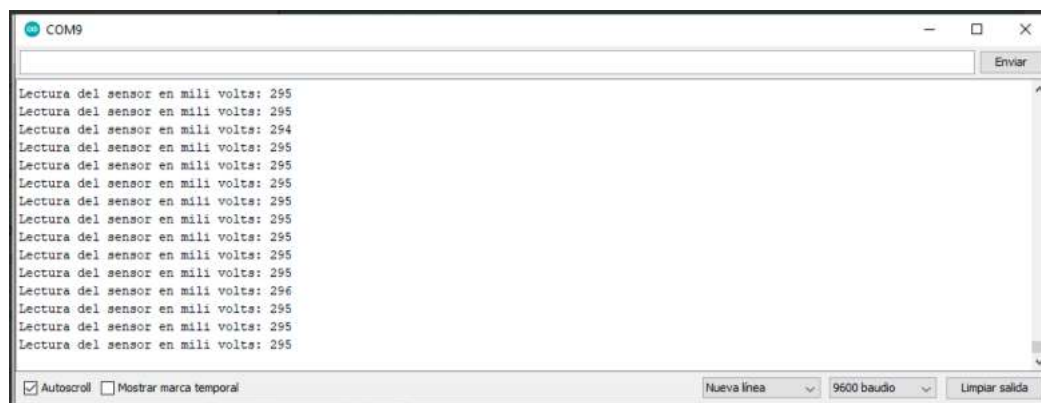 COM9
Enviar
Lectura del sensor en mili volts: 295
Lectura del sensor en mili volts: 295
Lectura del sensor en mili volts: 294
Lectura del sensor en mili volts: 295
Lectura del sensor en mili volts: 295
Lectura del sensor en mili volts: 295
Lectura del sensor en mili volts: 295
Lectura del sensor en mili volts: 295
Lectura del sensor en mili volts: 295
Lectura del sensor en mili volts: 295
Lectura del sensor en mili volts: 295
Lectura del sensor en mili volts: 296
Lectura del sensor en mili volts: 295
Lectura del sensor en mili volts: 295
Lectura del sensor en mili volts: 295
Autoscroll Mostrar marca temporal Nueva línea 9600 baudio Limpiar salida